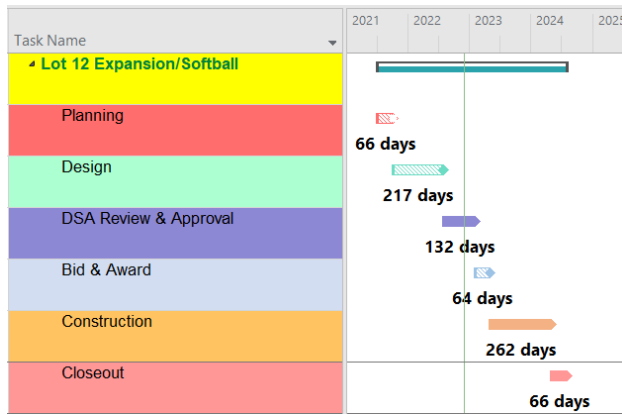 2021 2022 2023 2024 2025
Task Name
Lot 12 Expansion/Softball
Planning
66 days
Design
217 days
DSA Review & Approval
132 days
Bid & Award
64 days
Construction
262 days
Closeout
66 days